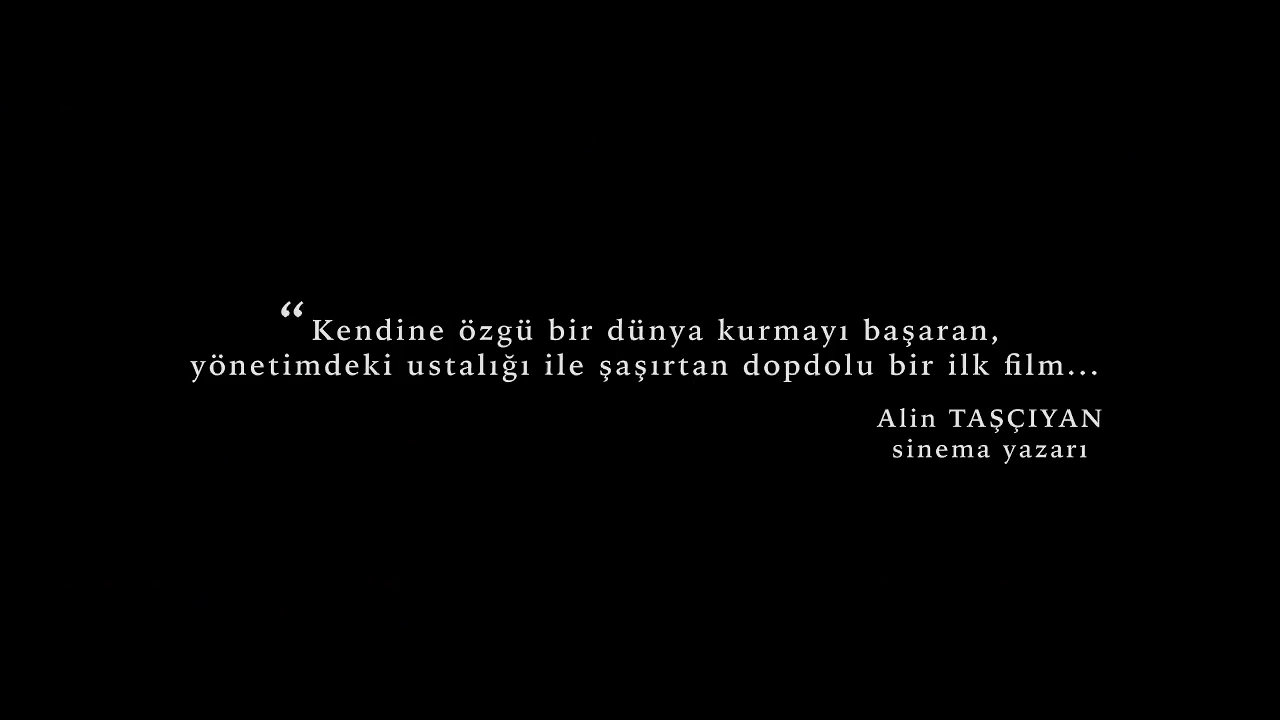 “Kendine özgü bir dünya kurmayı başaran,
yönetimdeki ustalığı ile şaşırtan dopdolu bir ilk film...
Alin TAŞÇIYAN
sinema yazarı